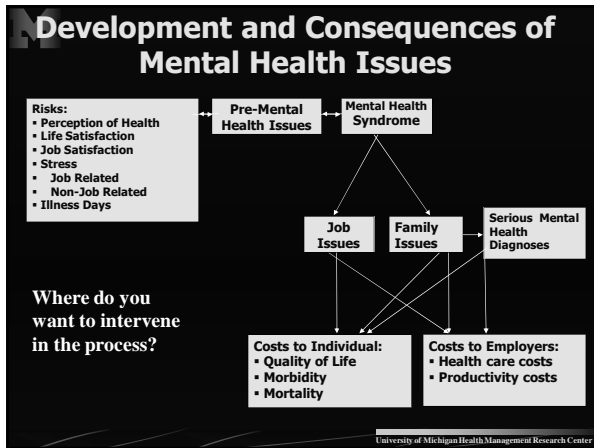 Development and Consequences of
Mental Health Issues
Risks:
▪ Perception of Health
▪ Life Satisfaction
▪ Job Satisfaction
▪ Stress
▪ Job Related
▪ Non-Job Related
▪ Illness Days
Pre-Mental
Health Issues
Mental Health
Syndrome
Job
Issues
Family
Issues
Serious Mental
Health
Diagnoses
Where do you
want to intervene
in the process?
Costs to Individual:
▪ Quality of Life
▪ Morbidity
▪ Mortality
Costs to Employers:
▪ Health care costs
▪ Productivity costs
University of Michigan Health Management Research Center